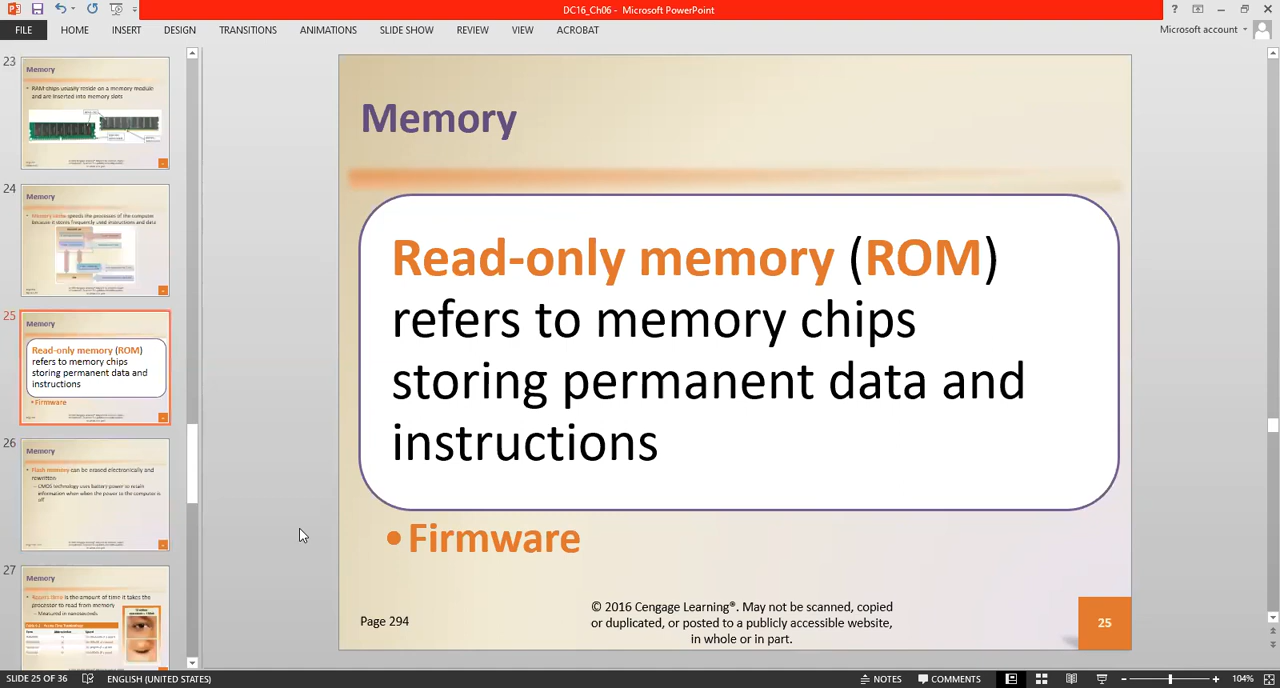 DC16_Ch06 - Microsoft PowerPoint
FILE HOME INSERT DESIGN TRANSITIONS ANIMATIONS SLIDE SHOW REVIEW VIEW ACROBAT Microsoft account
23
Memory
RAM chips usually reside on a memory module
and are inserted into memory slots
24
Memory
Memory cache speeds the processes of the computer
because it stores frequently used instructions and data
25
Memory
Read-only memory (ROM)
refers to memory chips
storing permanent data and
instructions
• Firmware
26
Memory
Flash memory can be erased electronically and
rewritten
CMOS technology uses battery power to retain
information when when the power to the computer is
off
27
Memory
Access time is the amount of time it takes the
processor to read from memory
Measured in nanoseconds
Memory
Read-only memory (ROM)
refers to memory chips
storing permanent data and
instructions
• Firmware
Page 294
© 2016 Cengage Learning®. May not be scanned, copied
or duplicated, or posted to a publicly accessible website,
in whole or in part.
25
SLIDE 25 OF 36 ENGLISH (UNITED STATES) NOTES COMMENTS 104%